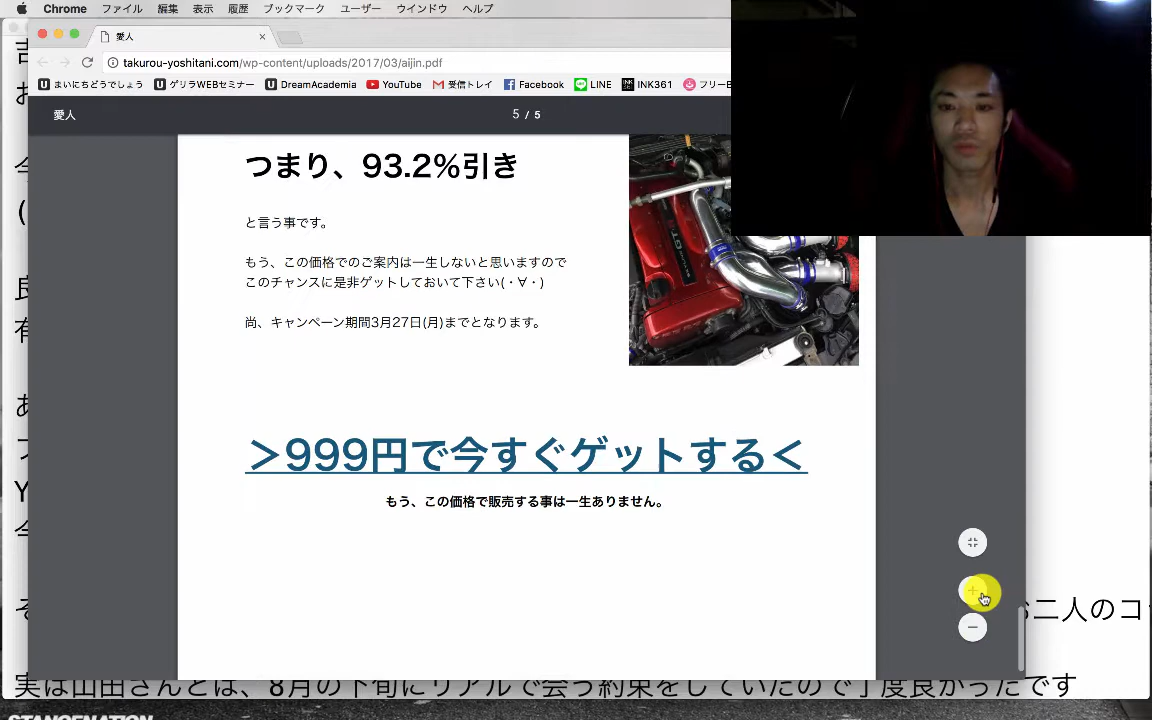 Chrome ファイル 編集 表示 履歴 ブックマーク ユーザー ウインドウ ヘルプ
愛人
takurou-yoshitani.com/wp-content/uploads/2017/03/aijin.pdf
まいにちどうでしょう ゲリラWEBセミナー DreamAcademia YouTube 受信トレイ Facebook LINE INK361 フリー
愛人 5 / 5
つまり、93.2%引き
と言う事です。
もう、この価格でのご案内は一生しないと思いますので
このチャンスに是非ゲットしておいて下さい(・∀・)
尚、キャンペーン期間3月27日(月)までとなります。
>999円で今すぐゲットする<
もう、この価格で販売する事は一生ありません。
二人のコ
実は山田さんとは、8月の下旬にリアルで会う約束をしていたので丁度良かったです
STANCENATION